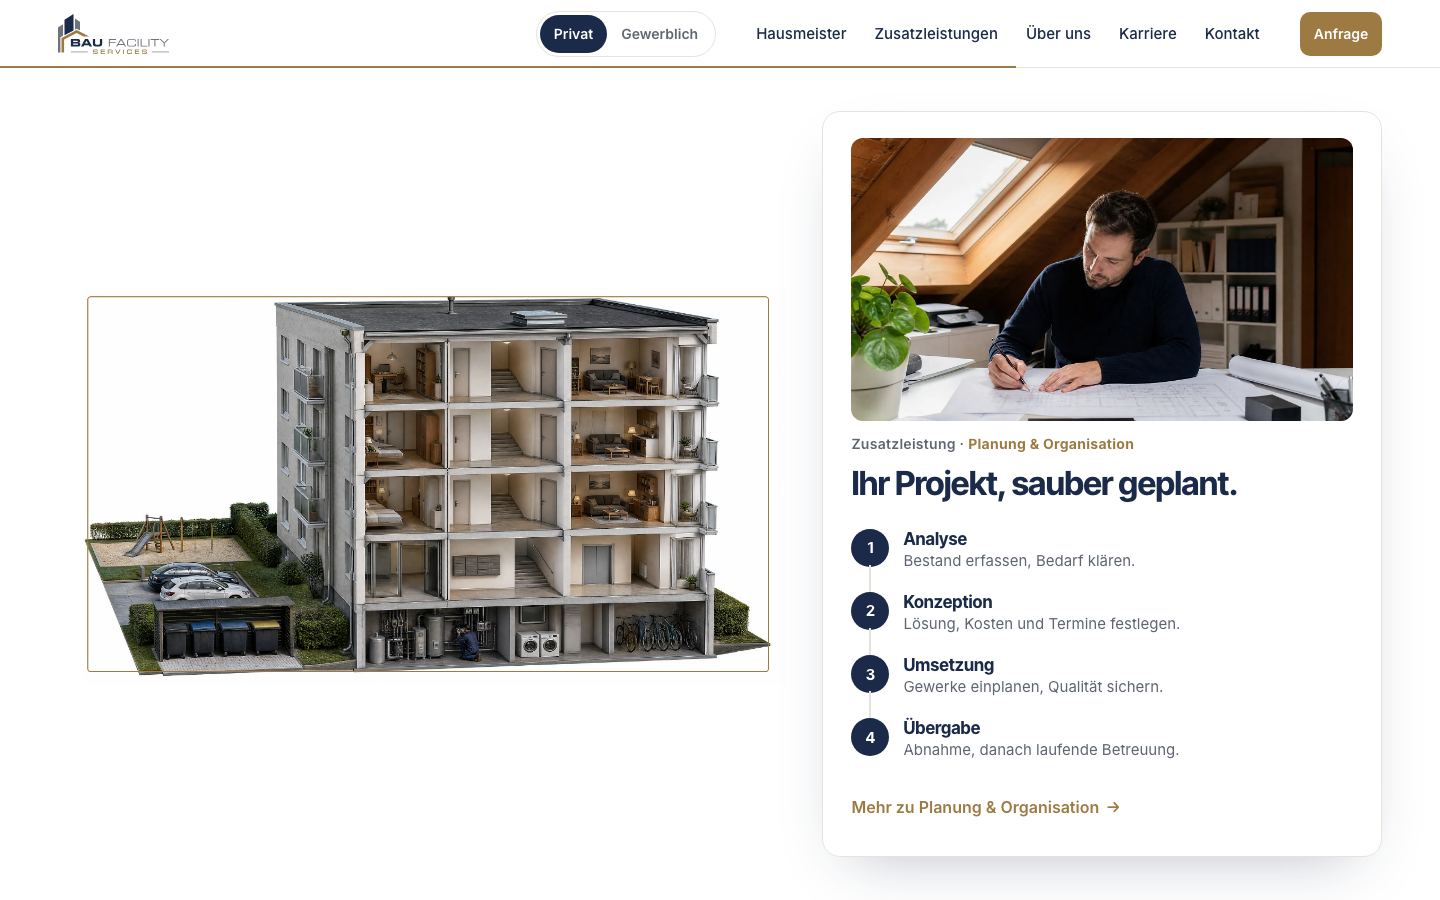 BAU FACILITY
SERVICES
Privat
Gewerblich
Hausmeister
Zusatzleistungen
Über uns
Karriere
Kontakt
Anfrage
Zusatzleistung · Planung & Organisation
Ihr Projekt, sauber geplant.
1
Analyse
Bestand erfassen, Bedarf klären.
2
Konzeption
Lösung, Kosten und Termine festlegen.
3
Umsetzung
Gewerke einplanen, Qualität sichern.
4
Übergabe
Abnahme, danach laufende Betreuung.
Mehr zu Planung & Organisation →